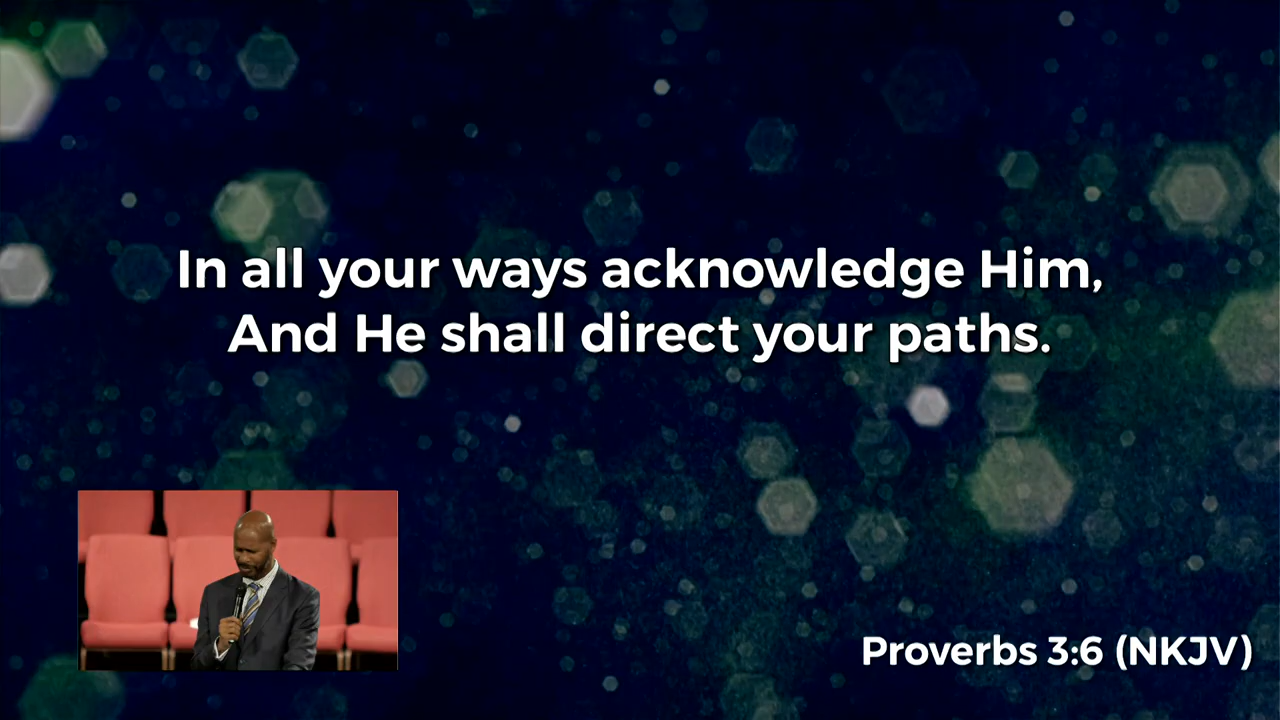 In all your ways acknowledge Him,
And He shall direct your paths.
Proverbs 3:6 (NKJV)